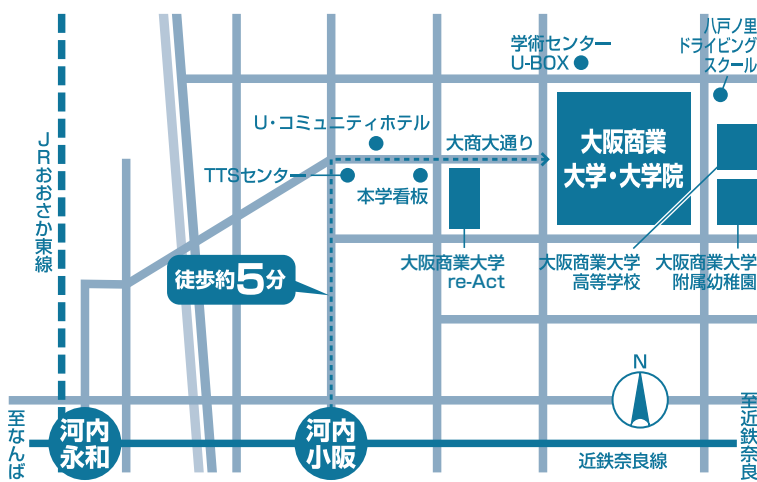 八戸ノ里
ドライビング
スクール
学術センター
U-BOX
JRおおさか東線
U・コミュニティホテル
大商大通り
大阪商業
大学・大学院
TTSセンター
本学看板
大阪商業大学
re-Act
大阪商業大学
高等学校
大阪商業大学
附属幼稚園
徒歩約5分
N
至なんば
河内
永和
河内
小阪
近鉄奈良線
至近鉄奈良